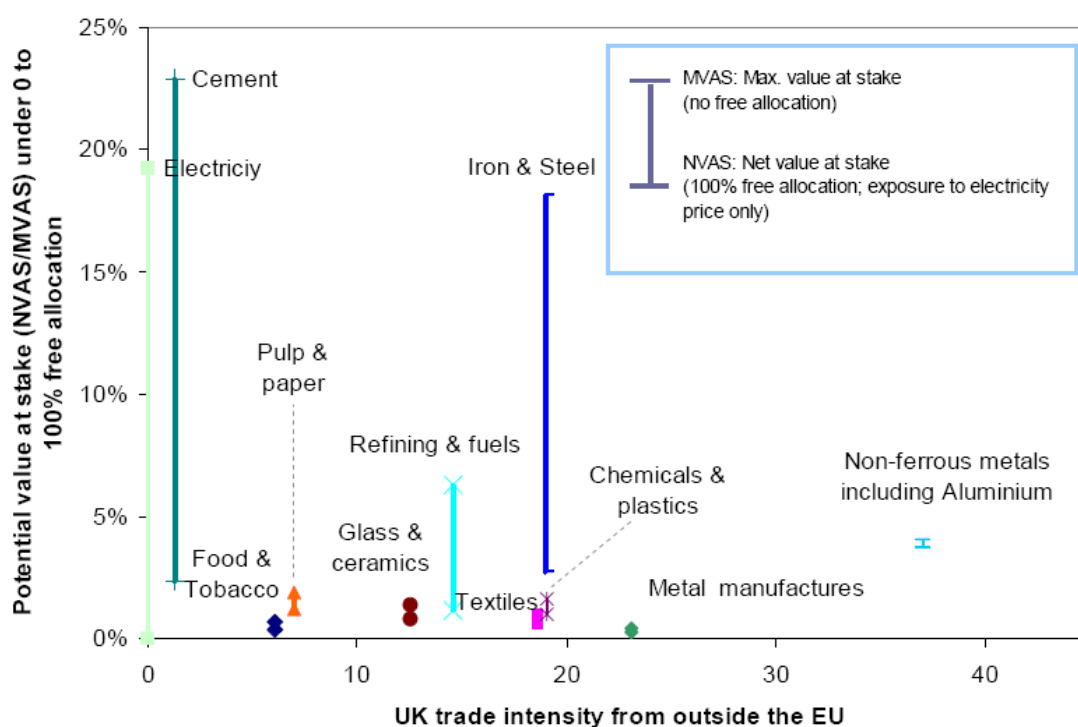 Potential value at stake (NVAS/MVAS) under 0 to
100% free allocation
25%
20%
15%
10%
5%
0%
Cement
Electriciy
Iron & Steel
Pulp &
paper
Refining & fuels
Chemicals &
plastics
Non-ferrous metals
including Aluminium
Glass &
ceramics
Food &
Tobacco
Textiles
Metal manufactures
MVAS: Max. value at stake
(no free allocation)
NVAS: Net value at stake
(100% free allocation; exposure to electricity
price only)
0
10
20
30
40
UK trade intensity from outside the EU